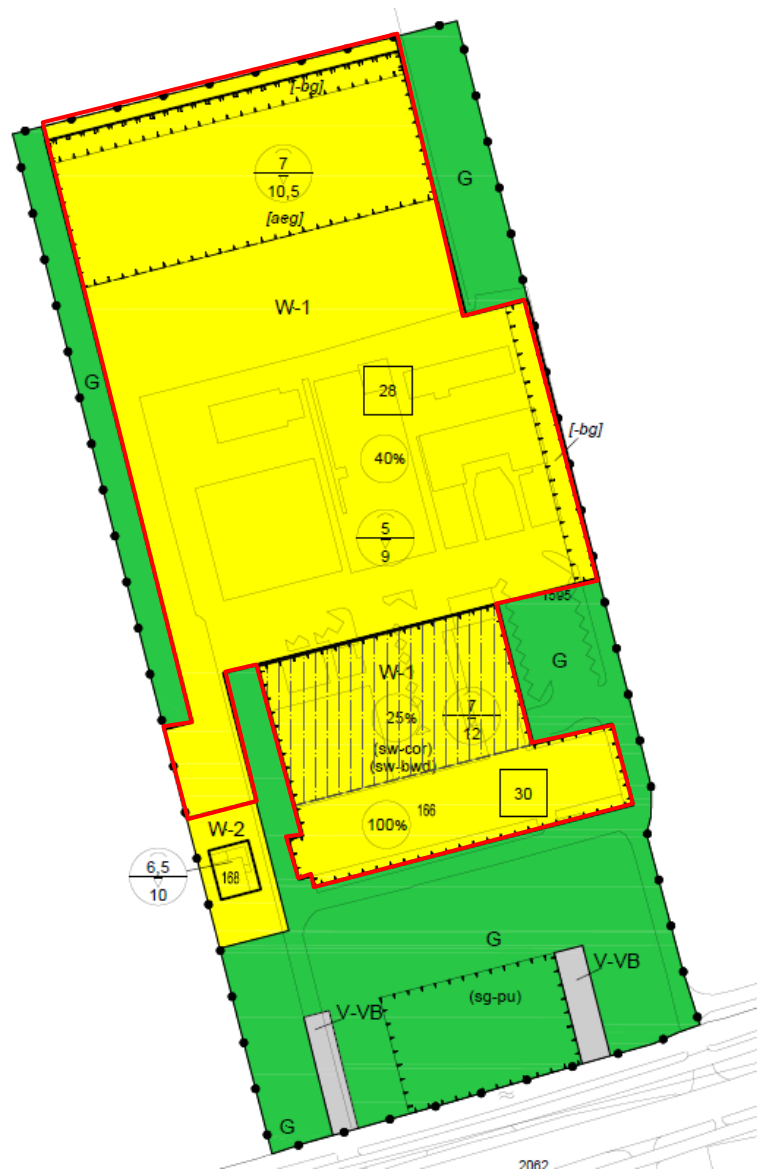 [-bg]
7
10,5
G
[aeg]
W-1
G
28
[-bg]
40%
5
9
1595
G
W-1
25%
7
12
(sw-cor)
(sw-bwd)
30
166
100%
W-2
6,5
10
168
G
V-VB
(sg-pu)
V-VB
G
2062